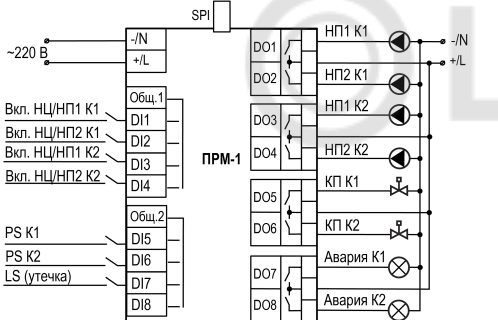 SPI
~220 В
-/N
+/L
Общ.1
Вкл. НЦ/НП1 К1
DI1
Вкл. НЦ/НП2 К1
DI2
Вкл. НЦ/НП1 К2
DI3
Вкл. НЦ/НП2 К2
DI4
Общ.2
PS К1
DI5
PS К2
DI6
LS (утечка)
DI7
DI8
ПРМ-1
DO1
НП1 К1
DO2
НП2 К1
DO3
НП1 К2
DO4
НП2 К2
DO5
КП К1
DO6
КП К2
DO7
Авария К1
DO8
Авария К2
-/N
+/L
OL